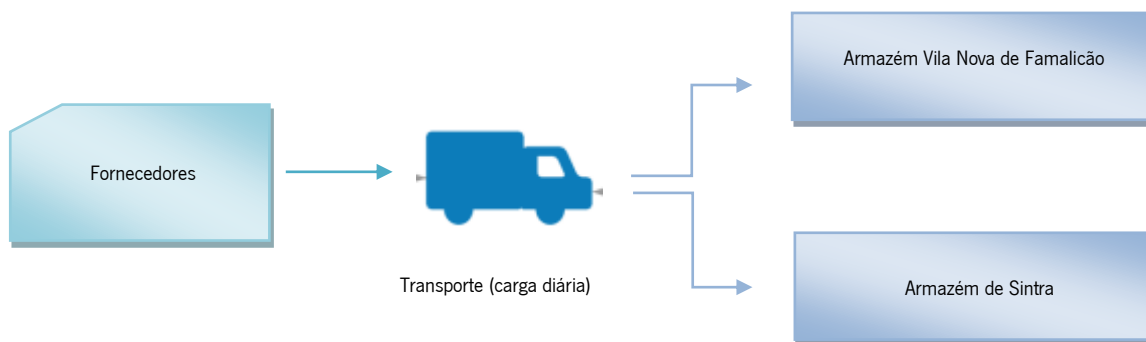 Fornecedores
Transporte (carga diária)
Armazém Vila Nova de Famalicão
Armazém de Sintra